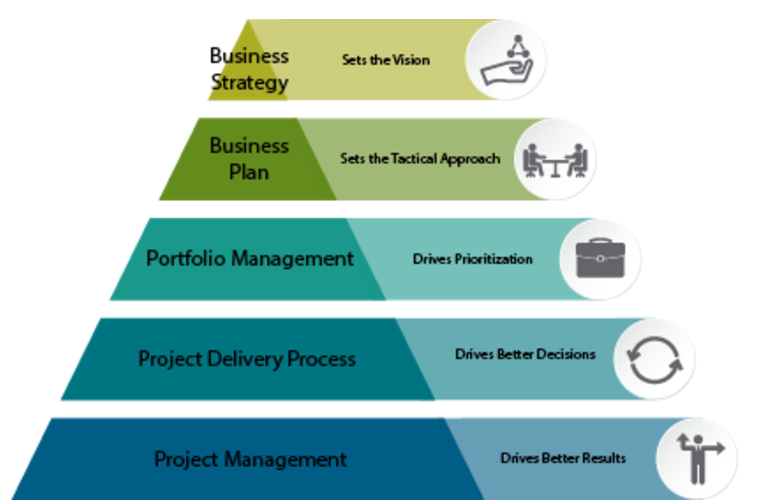 Business
Strategy
Sets the Vision
Business
Plan
Sets the Tactical Approach
Portfolio Management
Drives Prioritization
Project Delivery Process
Drives Better Decisions
Project Management
Drives Better Results